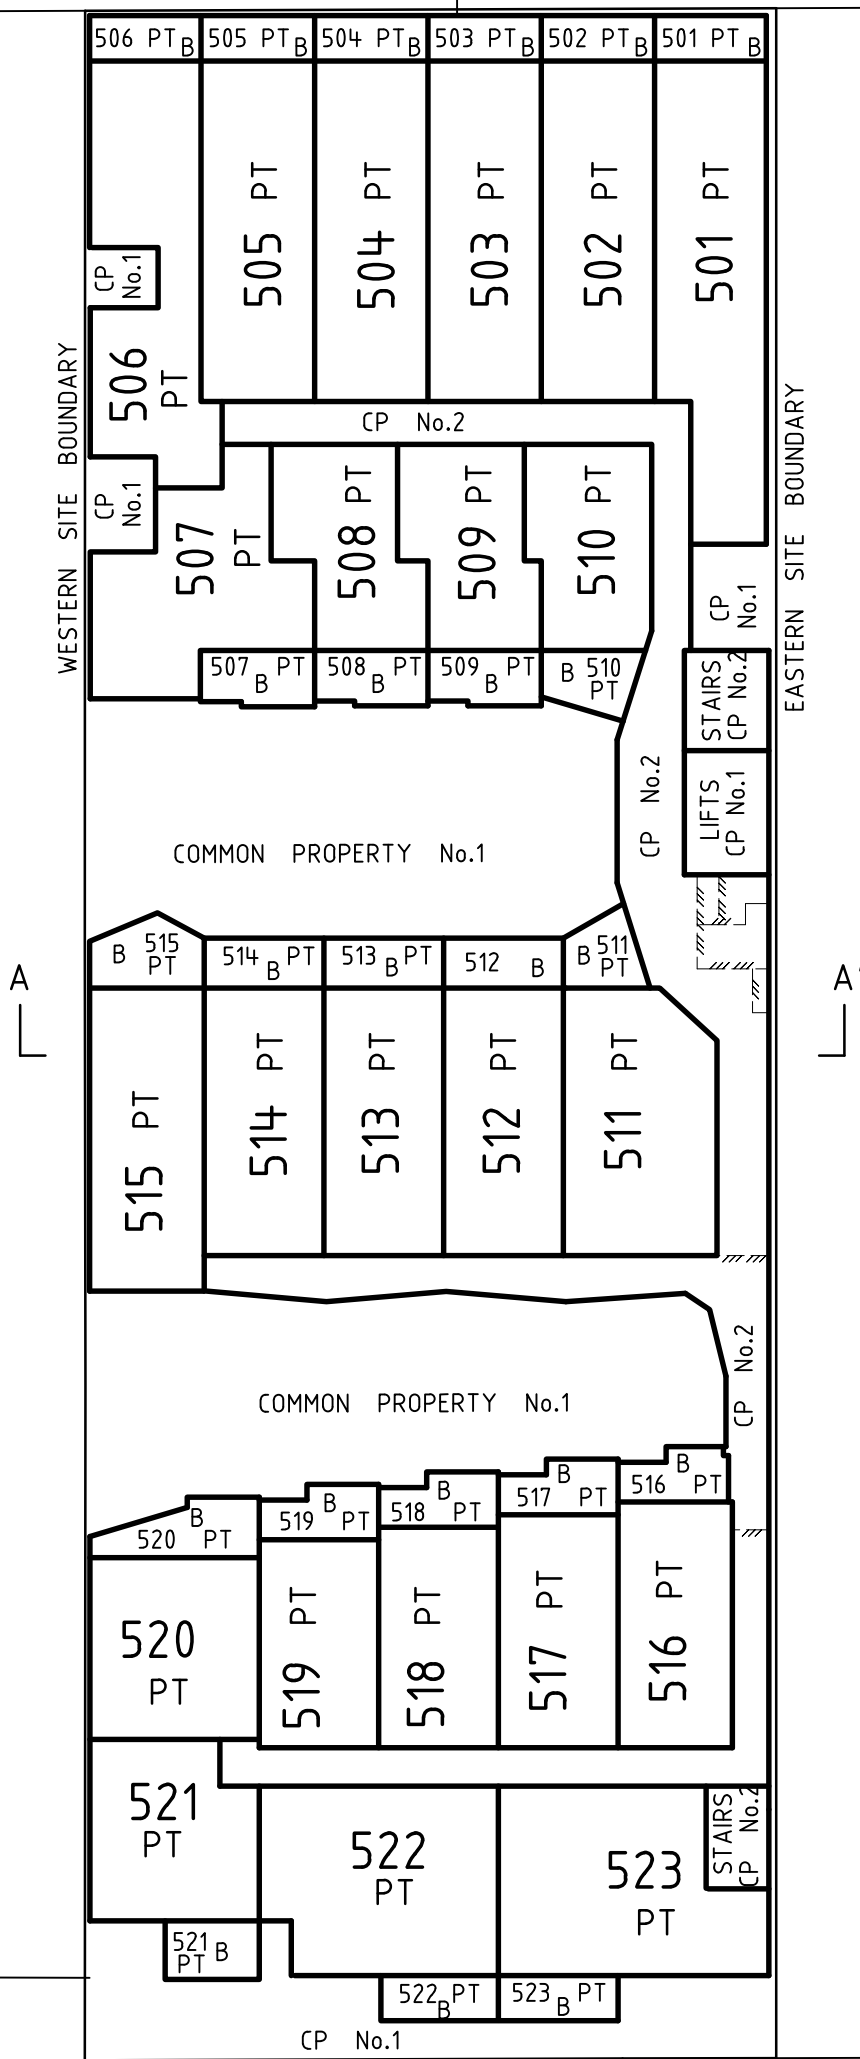 506 PT B
505 PT B
504 PT B
503 PT B
502 PT B
501 PT B
505 PT
504 PT
503 PT
502 PT
501 PT
CP No.1
506 PT
WESTERN SITE BOUNDARY
EASTERN SITE BOUNDARY
CP No.2
CP No.1
507 PT
508 PT
509 PT
510 PT
CP No.1
507 PT B
508 PT B
509 PT B
B 510 PT
STAIRS CP No.2
CP No.2
LIFTS CP No.1
COMMON PROPERTY No.1
B 515 PT
514 PT B
513 PT B
512 B
B 511 PT
A
A'
515 PT
514 PT
513 PT
512 PT
511 PT
CP No.2
COMMON PROPERTY No.1
520 B PT
519 B PT
518 B PT
517 B PT
516 B PT
520 PT
519 PT
518 PT
517 PT
516 PT
521 PT
522 PT
523 PT
STAIRS CP No.2
521 PT B
522 B PT
523 B PT
CP No.1